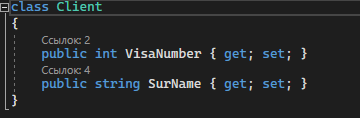 class Client
{
Ссылок: 2
public int VisaNumber { get; set; }
Ссылок: 4
public string SurName { get; set; }
}